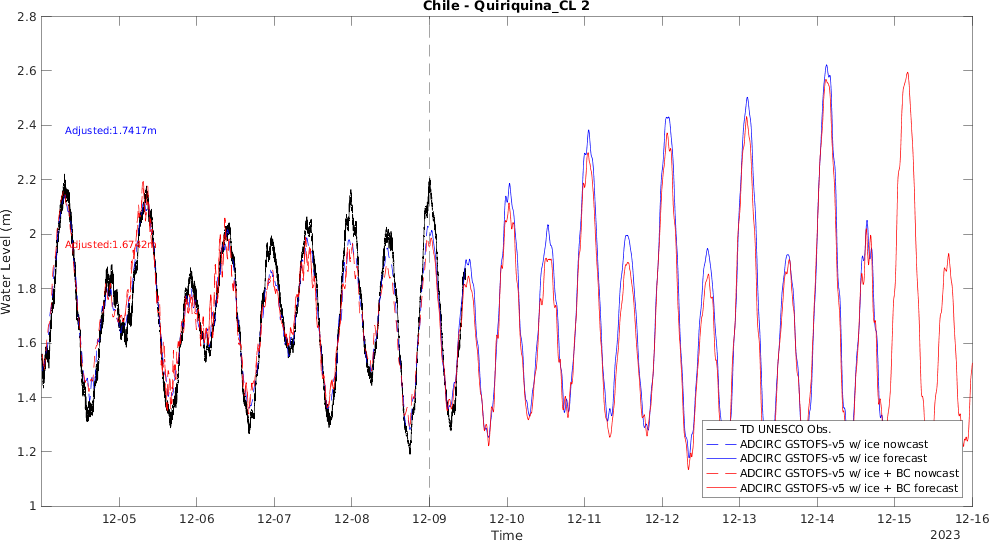 Chile - Quiriquina_CL 2
2.8
2.6
2.4
2.2
2
1.8
1.6
1.4
1.2
1
Water Level (m)
Adjusted:1.7417m
Adjusted:1.6742m
TD UNESCO Obs.
ADCIRC GSTOFS-v5 w/ ice nowcast
ADCIRC GSTOFS-v5 w/ ice forecast
ADCIRC GSTOFS-v5 w/ ice + BC nowcast
ADCIRC GSTOFS-v5 w/ ice + BC forecast
12-05 12-06 12-07 12-08 12-09 12-10 12-11 12-12 12-13 12-14 12-15 12-16
Time
2023